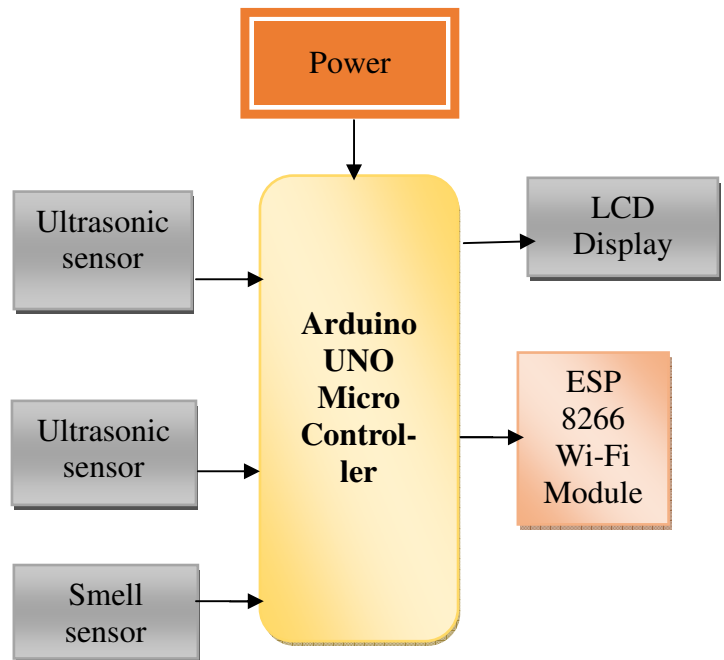 Power
Ultrasonic
sensor
LCD
Display
Arduino
UNO
Micro
Control-
ler
ESP
8266
Wi-Fi
Module
Ultrasonic
sensor
Smell
sensor